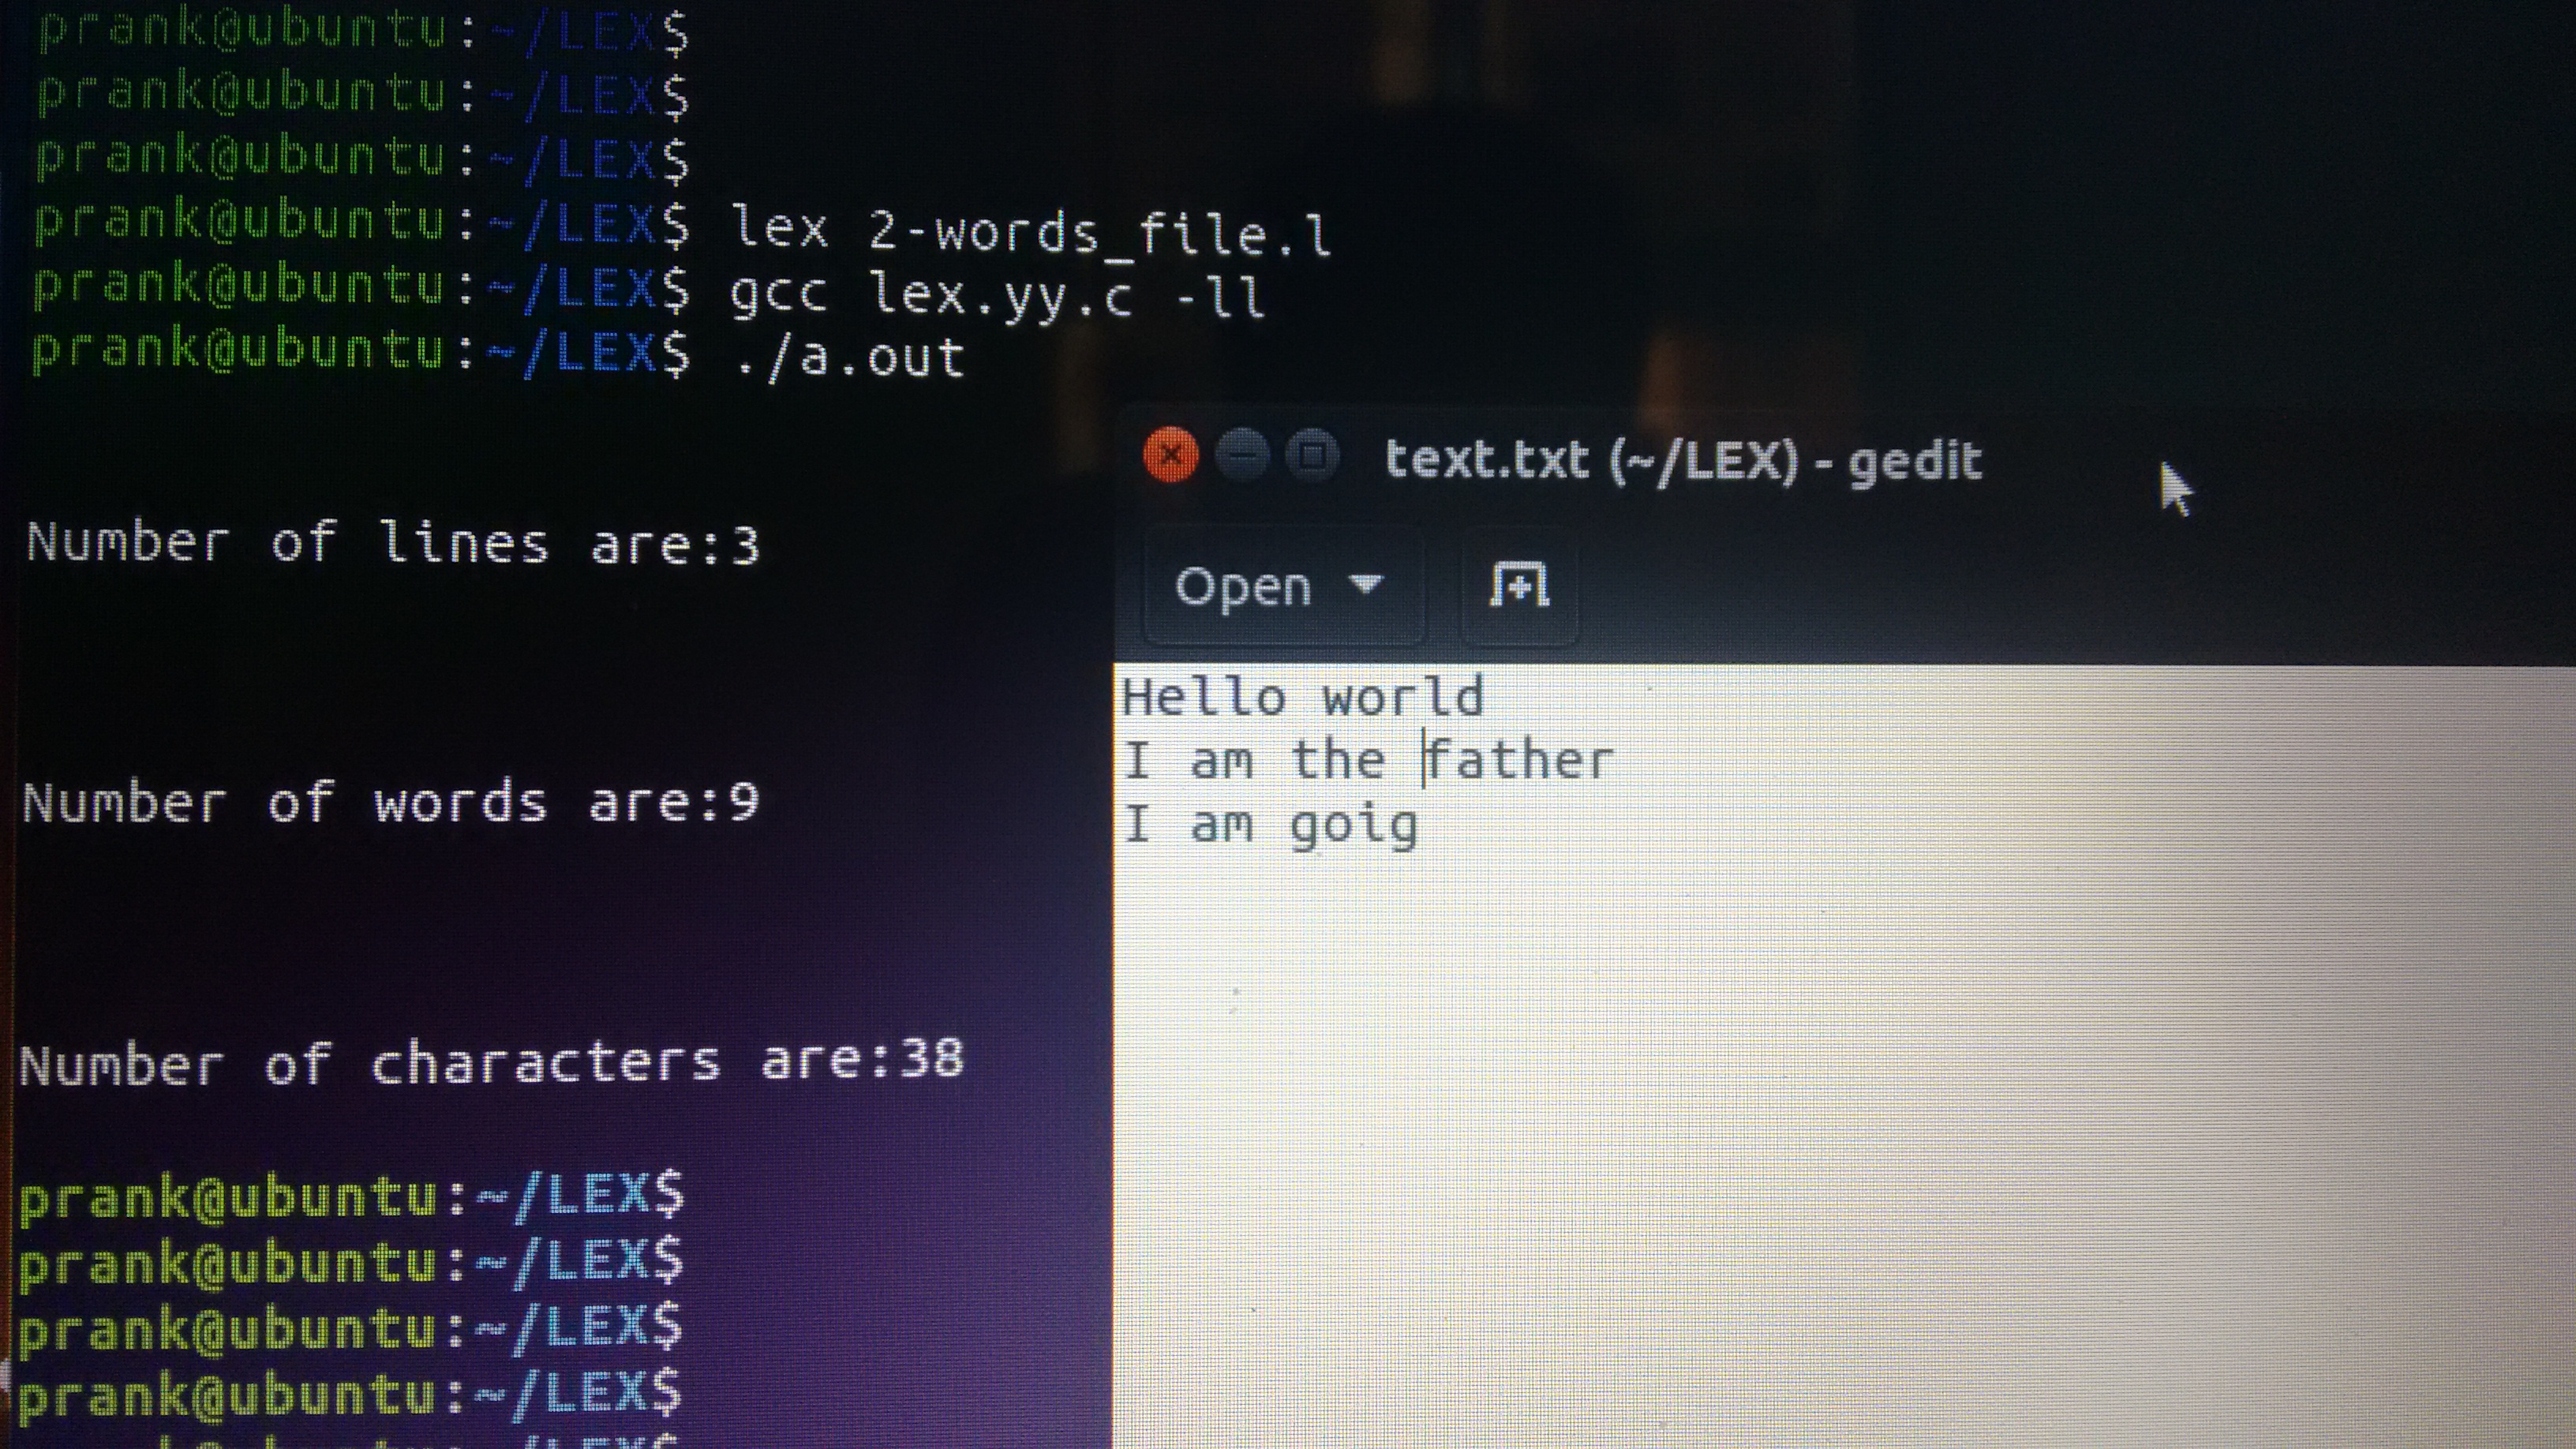 prank@ubuntu:~/LEX$
prank@ubuntu:~/LEX$
prank@ubuntu:~/LEX$
prank@ubuntu:~/LEX$ lex 2-words_file.l
prank@ubuntu:~/LEX$ gcc lex.yy.c -ll
prank@ubuntu:~/LEX$ ./a.out
Number of lines are:3
Number of words are:9
Number of characters are:38
prank@ubuntu:~/LEX$
prank@ubuntu:~/LEX$
prank@ubuntu:~/LEX$
prank@ubuntu:~/LEX$
text.txt (~/LEX) - gedit
Open
Hello world
I am the father
I am goig